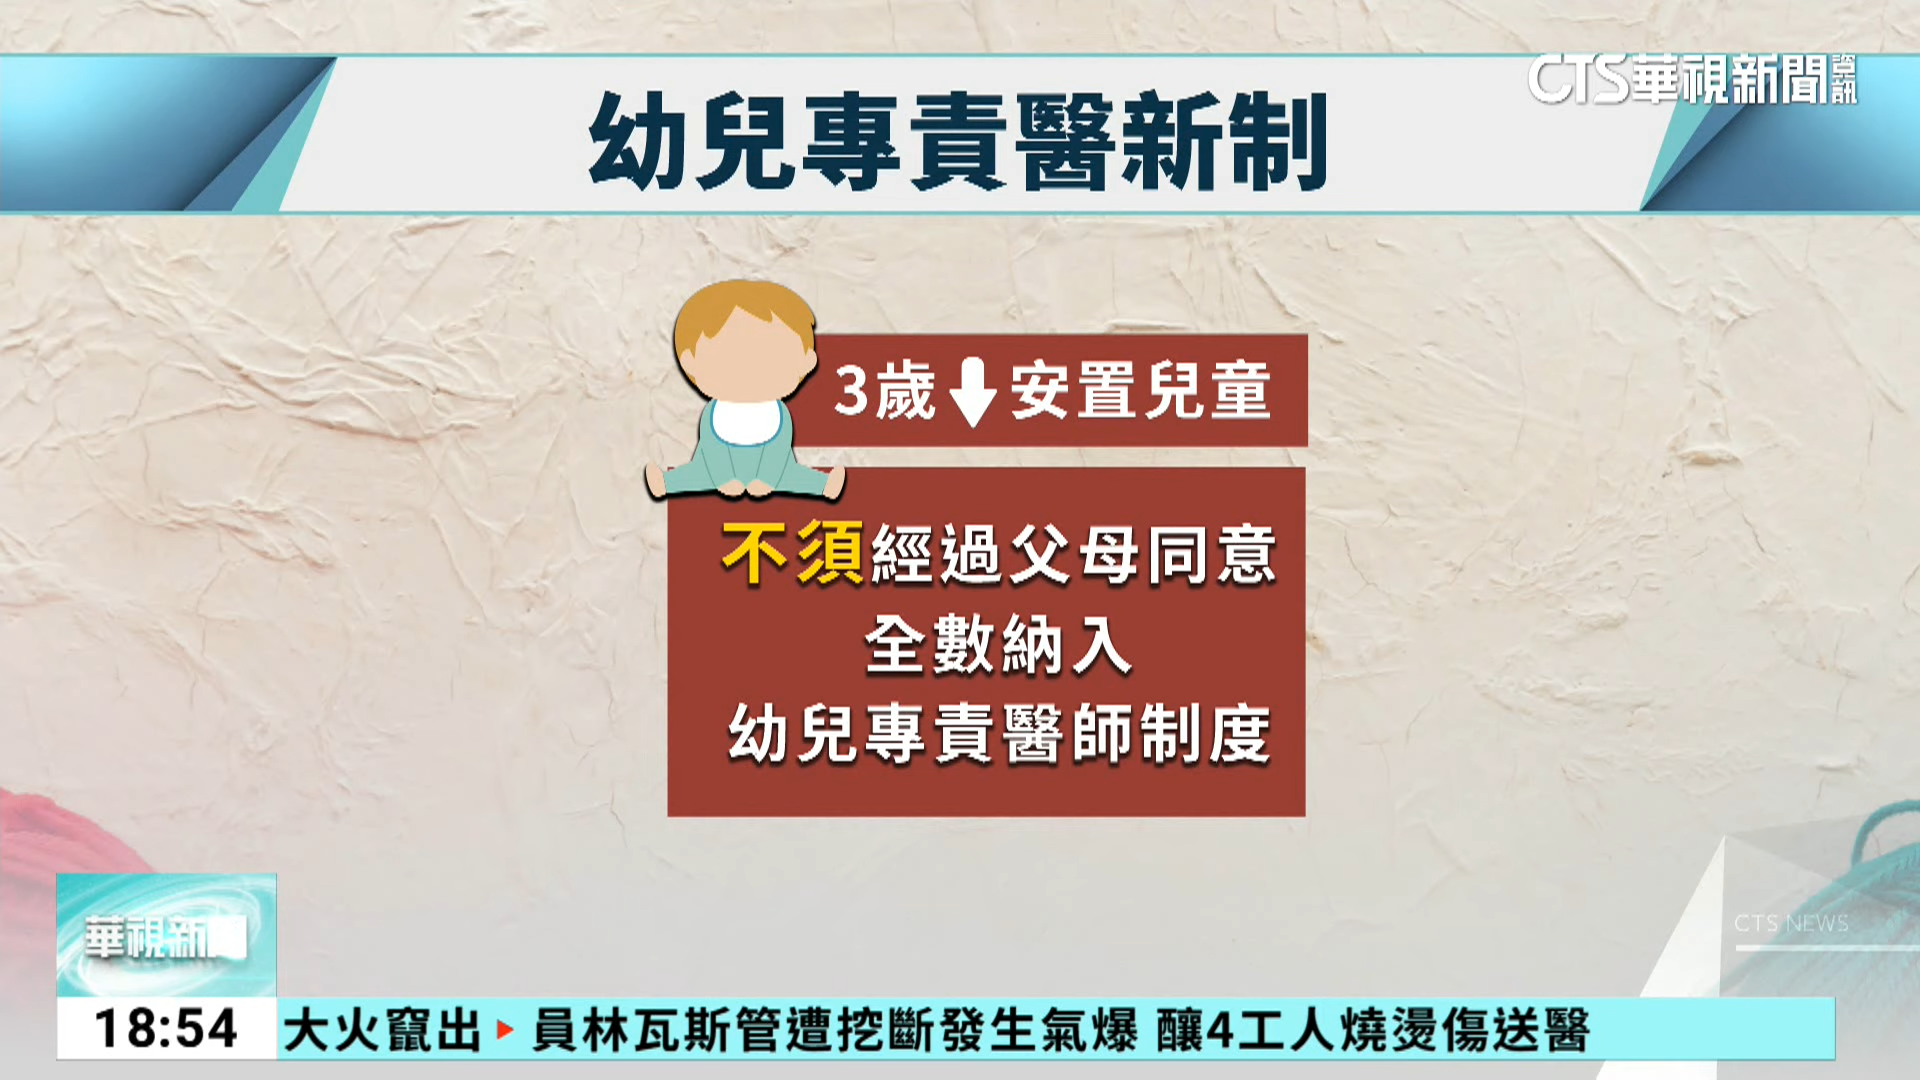 幼兒專責醫新制
CTS華視新聞資訊
3歲⬇安置兒童
不須經過父母同意
全數納入
幼兒專責醫師制度
CTS NEWS
華視新
18:54
大火竄出▶員林瓦斯管遭挖斷發生氣爆 釀4工人燒燙傷送醫